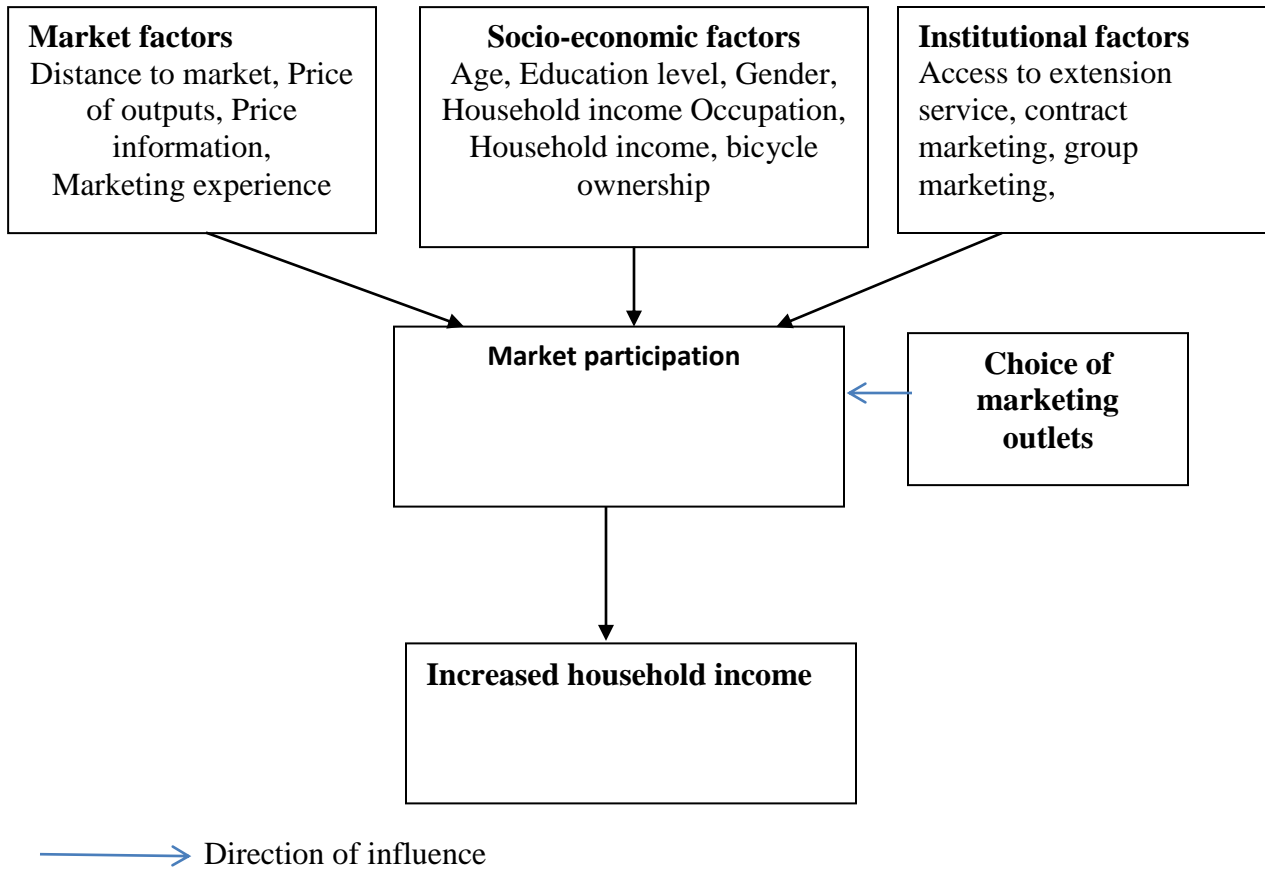 Market factors
Distance to market, Price
of outputs, Price
information,
Marketing experience
Socio-economic factors
Age, Education level, Gender,
Household income Occupation,
Household income, bicycle
ownership
Institutional factors
Access to extension
service, contract
marketing, group
marketing,
Market participation
Choice of
marketing
outlets
Increased household income
Direction of influence